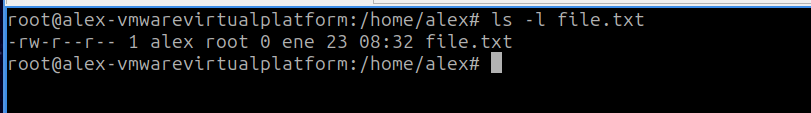 root@alex-vmwarevirtualplatform:/home/alex# ls -l file.txt
-rw-r--r-- 1 alex root 0 ene 23 08:32 file.txt
root@alex-vmwarevirtualplatform:/home/alex#